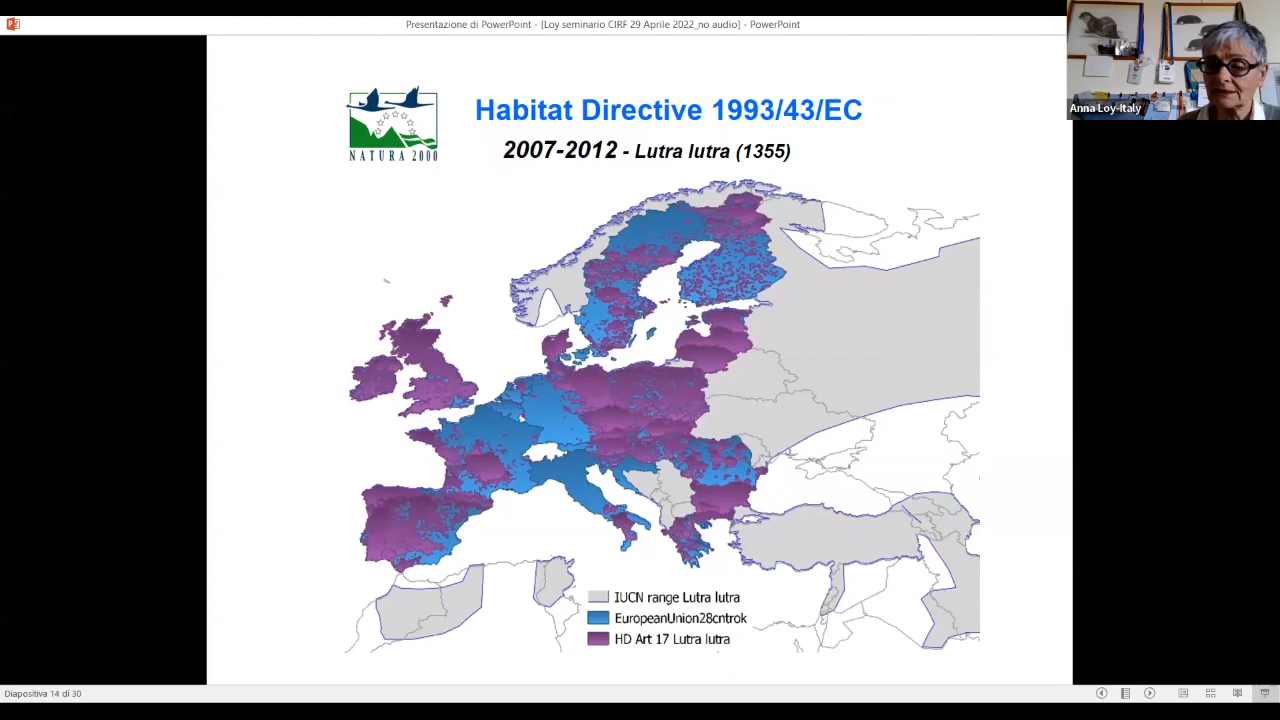 Presentazione di PowerPoint - [Loy seminario CIRF 29 Aprile 2022_no audio] - PowerPoint
Anna Loy-Italy
NATURA 2000
Habitat Directive 1993/43/EC
2007-2012 - Lutra lutra (1355)
IUCN range Lutra lutra
EuropeanUnion28cntrok
HD Art 17 Lutra lutra
Diapositiva 14 di 30